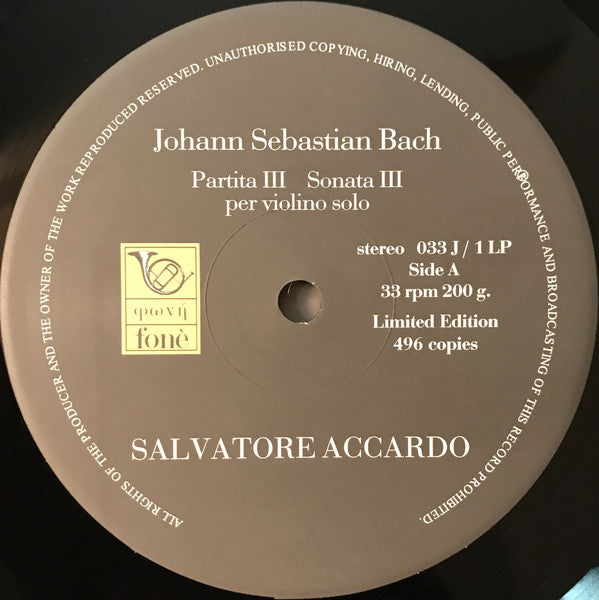 ALL RIGHTS OF THE PRODUCER AND THE OWNER OF THE WORK REPRODUCED RESERVED. UNAUTHORISED COPYING, HIRING, LENDING, PUBLIC PERFORMANCE AND BROADCASTING OF THIS RECORD PROHIBITED.
Johann Sebastian Bach
Partita III Sonata III
per violino solo
stereo 033 J / 1 LP
Side A
33 rpm 200 g.
Limited Edition
496 copies
φωνή
fonè
SALVATORE ACCARDO